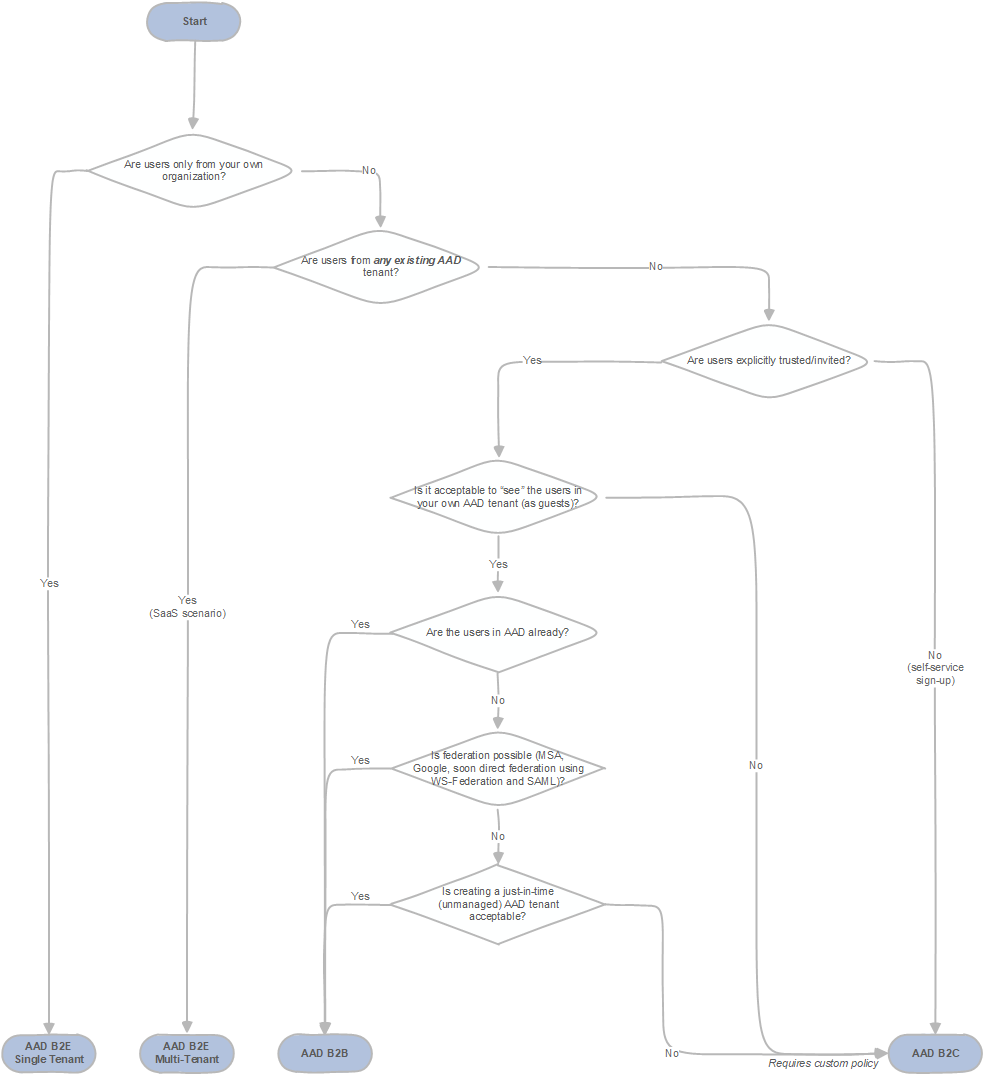 Start
Are users only from your own
organization?
No
Are users from any existing AAD
tenant?
No
Are users explicitly trusted/invited?
Yes
Is it acceptable to “see” the users in
your own AAD tenant (as guests)?
Yes
Yes
Yes
(SaaS scenario)
Are the users in AAD already?
Yes
No
(self-service
sign-up)
No
Is federation possible (MSA,
Google, soon direct federation using
WS-Federation and SAML)?
Yes
No
No
Is creating a just-in-time
(unmanaged) AAD tenant
acceptable?
Yes
No
Requires custom policy
AAD B2E
Single Tenant
AAD B2E
Multi-Tenant
AAD B2B
AAD B2C